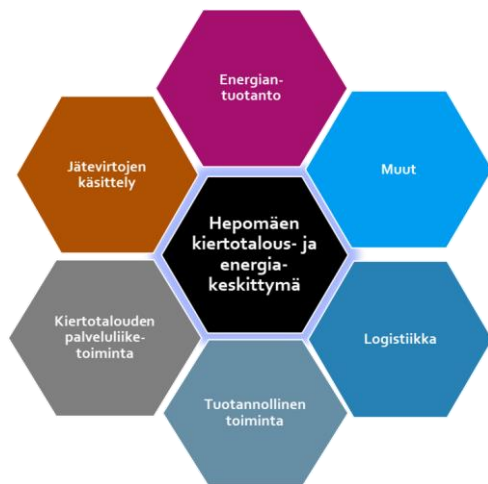 Energian-
tuotanto
Muut
Jätevirtojen
käsittely
Hepomäen
kiertotalous- ja
energia-
keskittymä
Kiertotalouden
palveluliike-
toiminta
Logistiikka
Tuotannollinen
toiminta